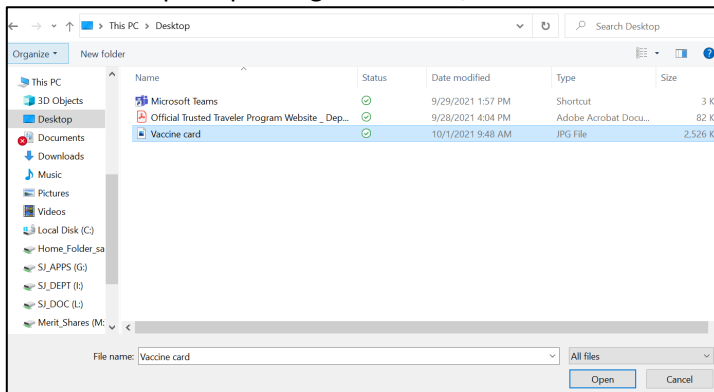 This PC > Desktop
Search Desktop
Organize
New folder
Name Status Date modified Type Size
This PC
3D Objects
Desktop
Documents
Downloads
Music
Pictures
Videos
Local Disk (C:)
Home_Folder_sa
SJ_APPS (G:)
SJ_DEPT (I:)
SJ_DOC (L:)
Merit_Shares (M:
Microsoft Teams 9/29/2021 1:57 PM Shortcut 3 K
Official Trusted Traveler Program Website _ Dep... 9/28/2021 4:04 PM Adobe Acrobat Docu... 82 K
Vaccine card 10/1/2021 9:48 AM JPG File 2,526 K
File name: Vaccine card
All files
Open Cancel